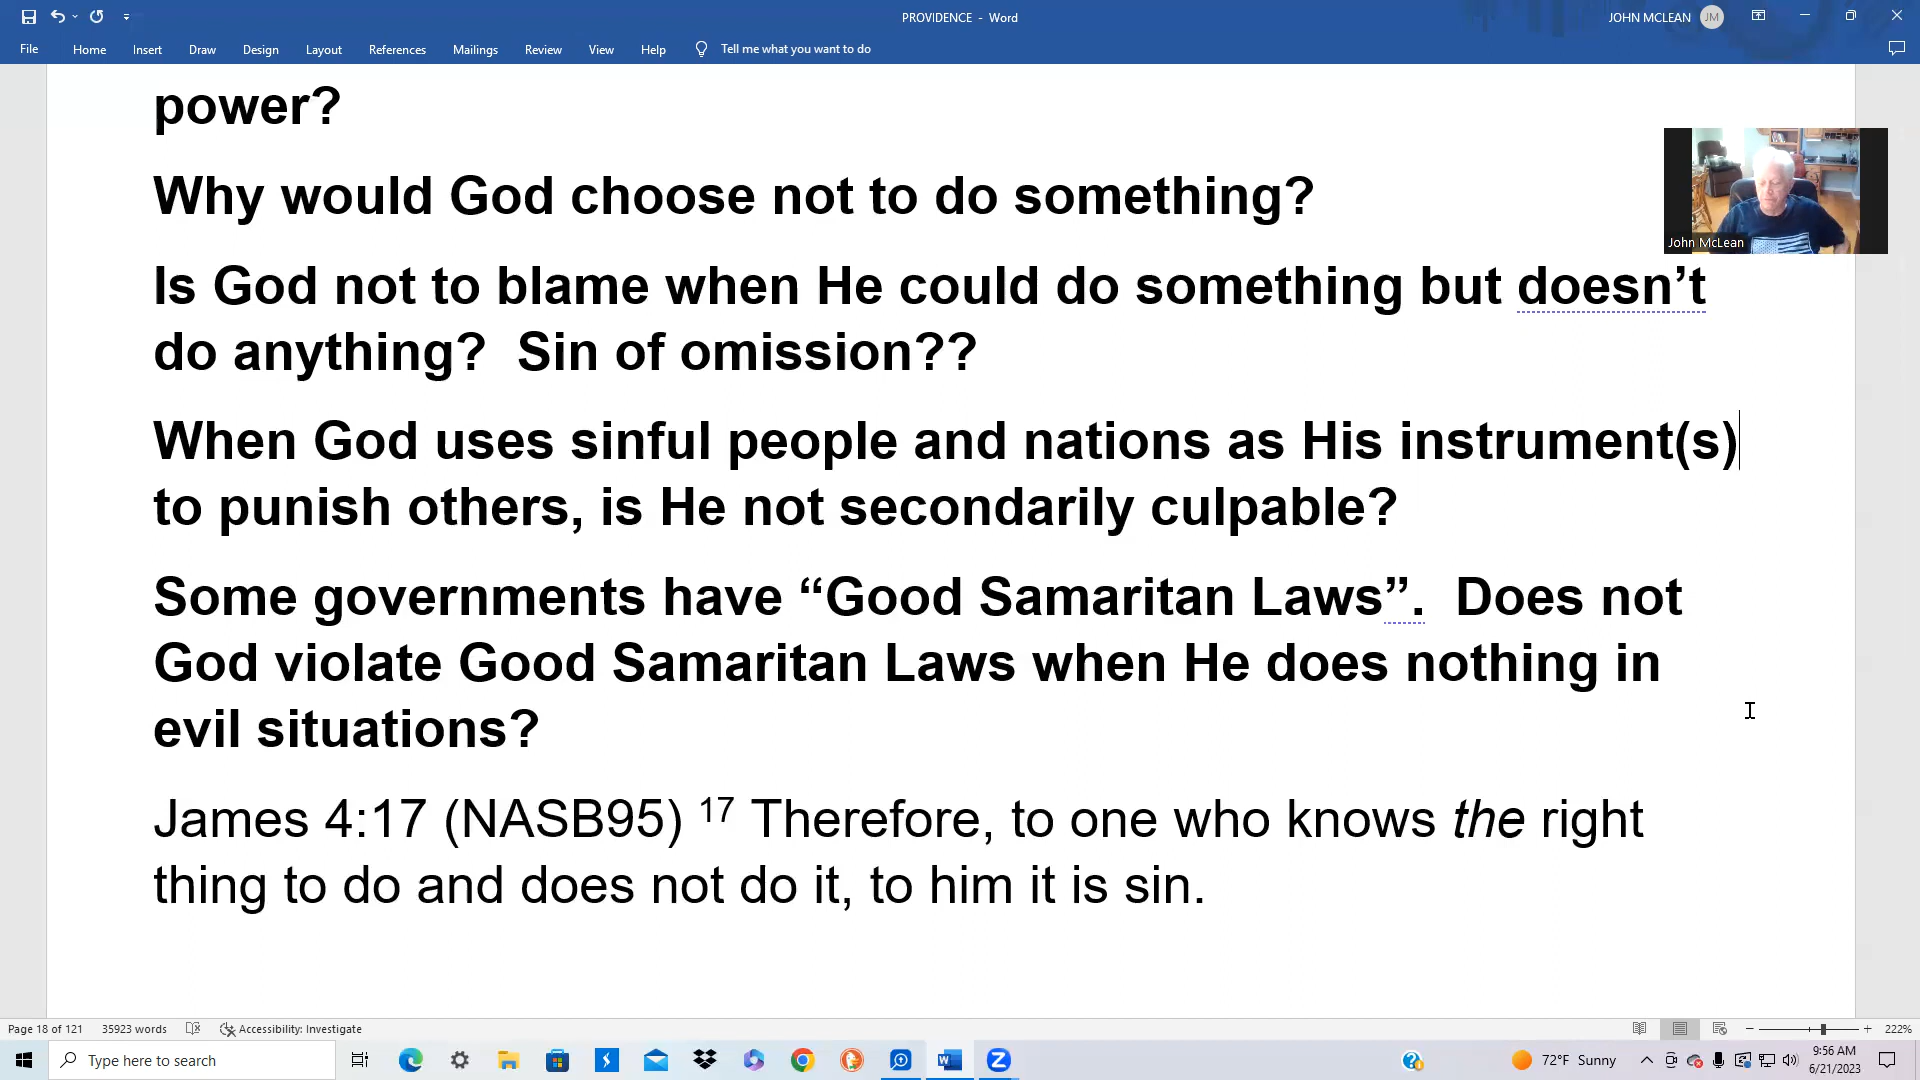 PROVIDENCE - Word
JOHN MCLEAN JM
File Home Insert Draw Design Layout References Mailings Review View Help Tell me what you want to do
power?
Why would God choose not to do something?
Is God not to blame when He could do something but doesn’t
do anything?  Sin of omission??
When God uses sinful people and nations as His instrument(s)
to punish others, is He not secondarily culpable?
Some governments have “Good Samaritan Laws”.  Does not
God violate Good Samaritan Laws when He does nothing in
evil situations?
James 4:17 (NASB95) 17 Therefore, to one who knows the right
thing to do and does not do it, to him it is sin.
John McLean
Page 18 of 121 35923 words Accessibility: Investigate 222%
Type here to search
72°F Sunny
9:56 AM
6/21/2023